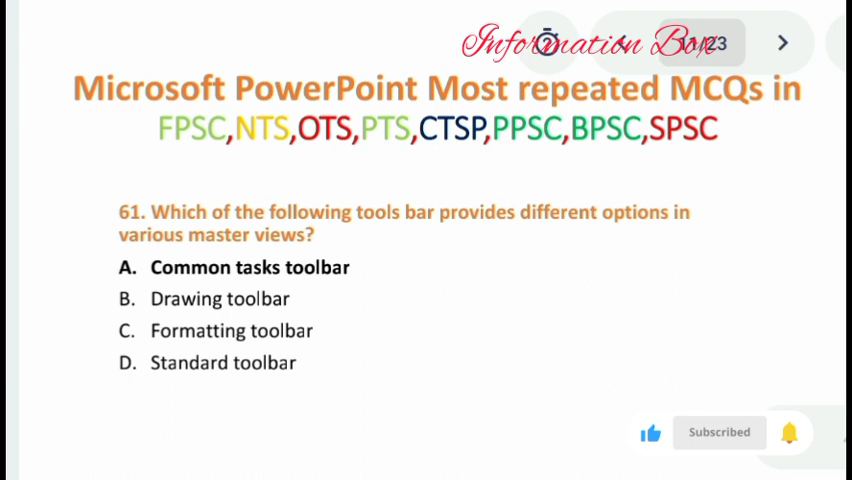 Information Box
11/23
Microsoft PowerPoint Most repeated MCQs in
FPSC,NTS,OTS,PTS,CTSP,PPSC,BPSC,SPSC
61. Which of the following tools bar provides different options in
various master views?
A. Common tasks toolbar
B. Drawing toolbar
C. Formatting toolbar
D. Standard toolbar
Subscribed